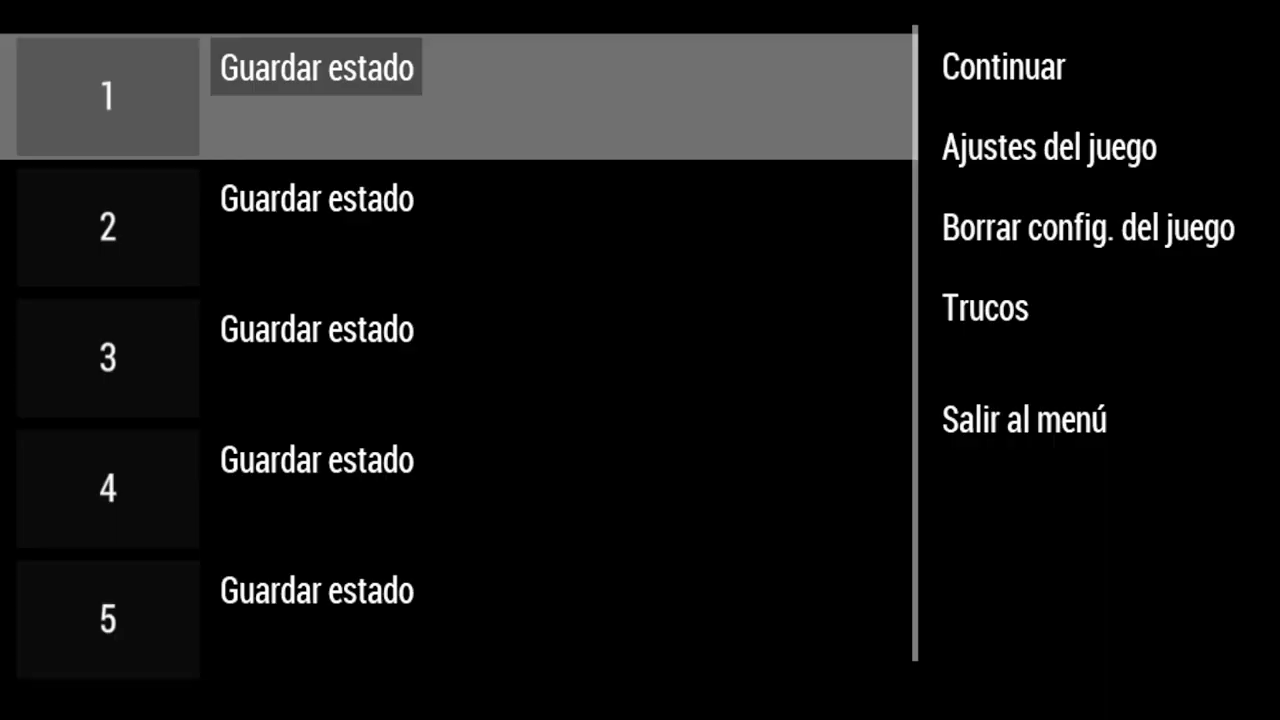 1
Guardar estado
2
Guardar estado
3
Guardar estado
4
Guardar estado
5
Guardar estado
Continuar
Ajustes del juego
Borrar config. del juego
Trucos
Salir al menú